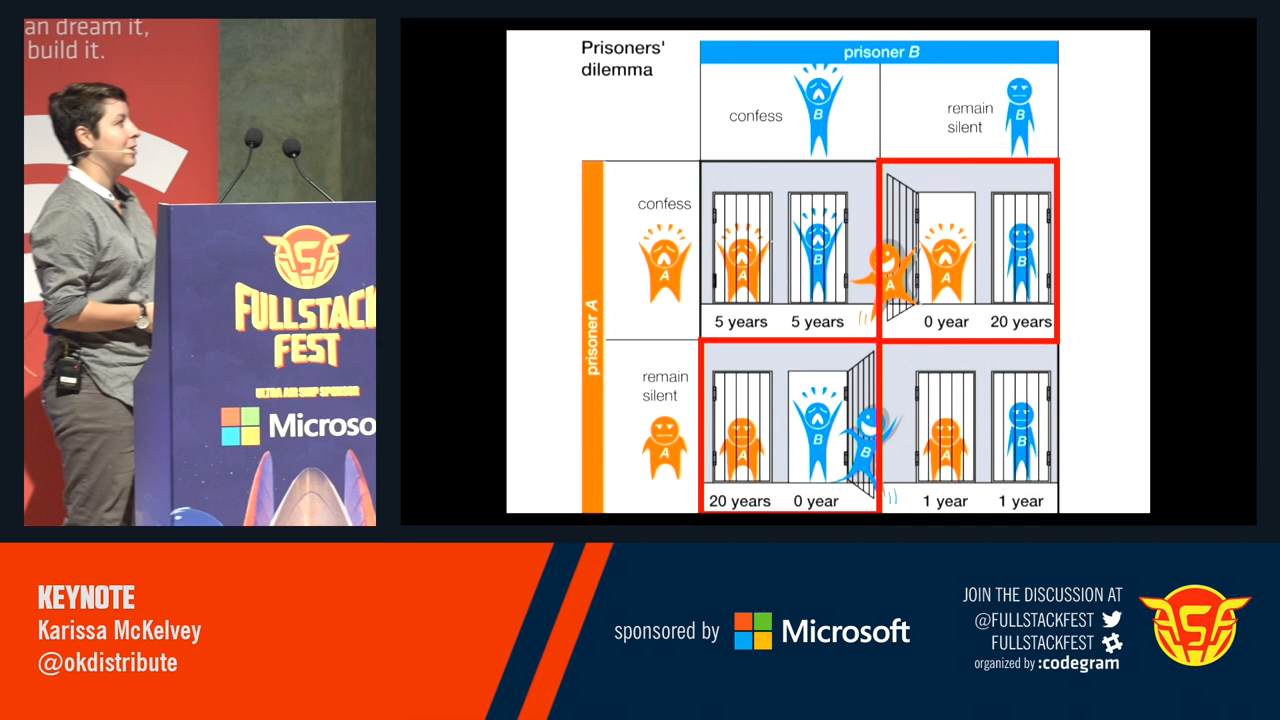 an dream it,
build it.
FULLSTACK
FEST
ULTRA AIR SHIP SPONSOR
Microso
Prisoners'
dilemma
prisoner B
confess
B
remain
silent
B
prisoner A
confess
A
A
B
A
A
B
5 years
5 years
0 year
20 years
remain
silent
A
A
B
B
A
B
20 years
0 year
1 year
1 year
KEYNOTE
Karissa McKelvey
@okdistribute
sponsored by
Microsoft
JOIN THE DISCUSSION AT
@FULLSTACKFEST
FULLSTACKFEST
organized by :codegram